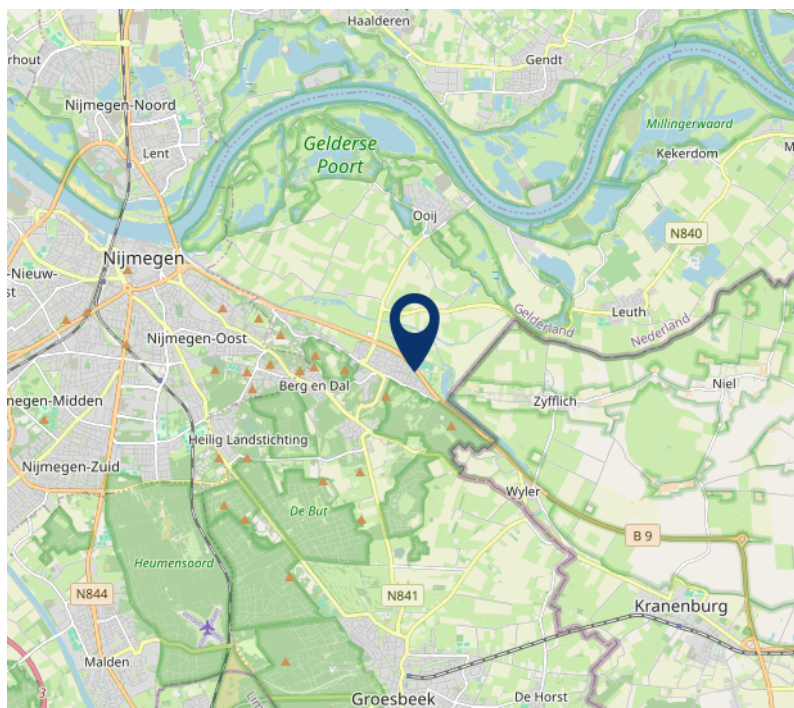 Haalderen
rhout
Gendt
Nijmegen-Noord
Lent
Gelderse
Poort
Millingerwaard
Kekerdom
M
Ooij
N840
Nijmegen
-Nieuw-
st
Gelderland
Nederland
Leuth
Nijmegen-Oost
Berg en Dal
Niel
Zyfflich
megen-Midden
Heilig Landstichting
Nijmegen-Zuid
Wyler
De But
B 9
Heumensoord
N844
N841
Kranenburg
Malden
3
Lim
Groesbeek
De Horst